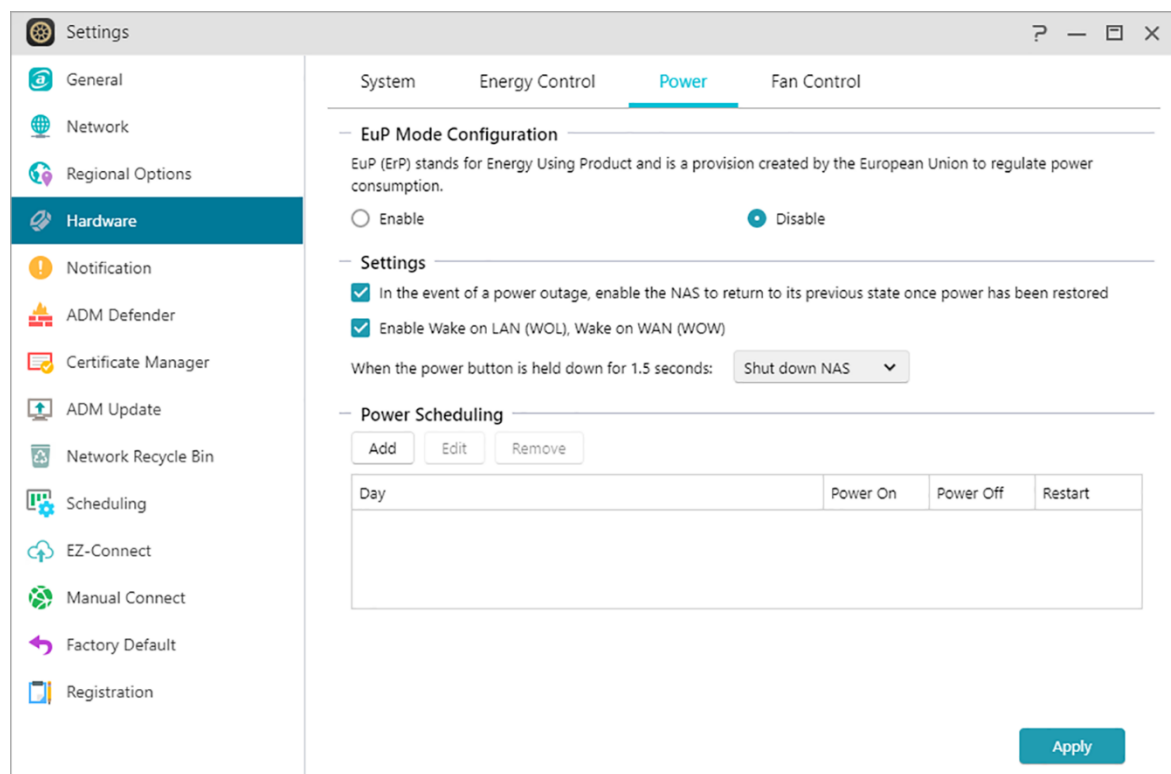 Settings
General
Network
Regional Options
Hardware
Notification
ADM Defender
Certificate Manager
ADM Update
Network Recycle Bin
Scheduling
EZ-Connect
Manual Connect
Factory Default
Registration
System Energy Control Power Fan Control
EuP Mode Configuration
EuP (ErP) stands for Energy Using Product and is a provision created by the European Union to regulate power
consumption.
Enable Disable
Settings
In the event of a power outage, enable the NAS to return to its previous state once power has been restored
Enable Wake on LAN (WOL), Wake on WAN (WOW)
When the power button is held down for 1.5 seconds: Shut down NAS
Power Scheduling
Add Edit Remove
Day Power On Power Off Restart
Apply